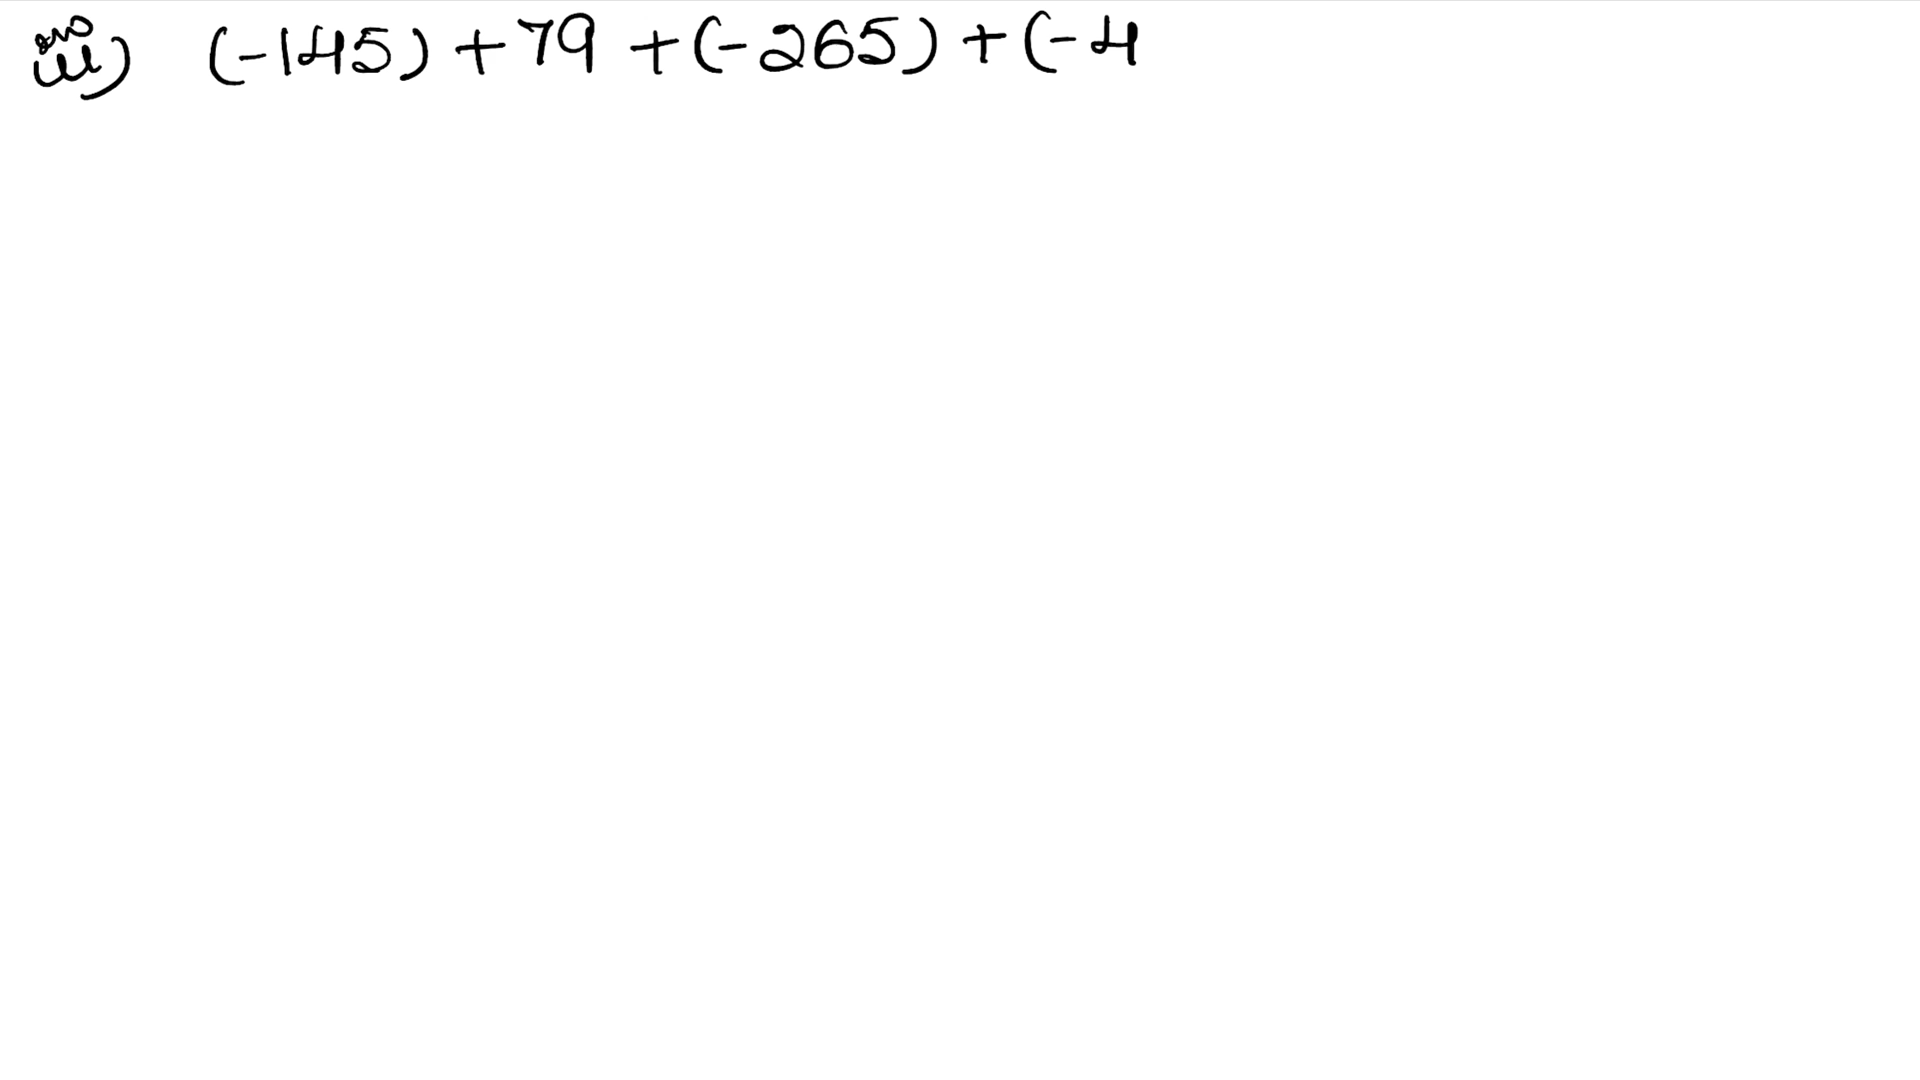 iii) (-145) + 79 + (-265) + (-4